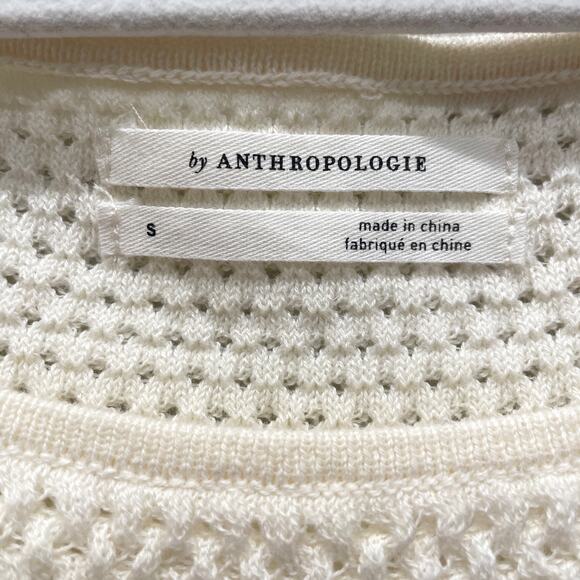 by ANTHROPOLOGIE
S
made in china
fabriqué en chine